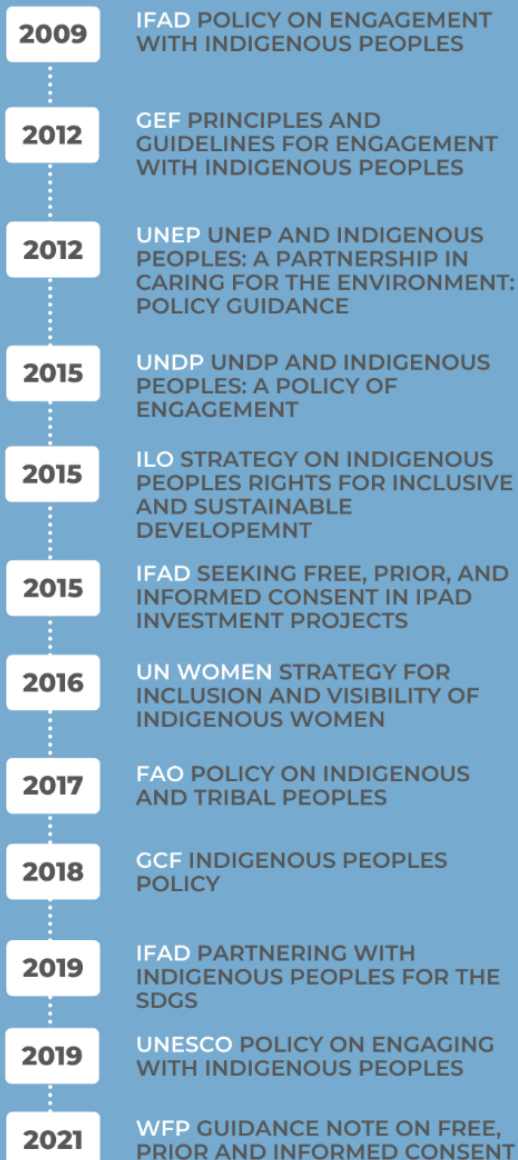 2009
IFAD POLICY ON ENGAGEMENT
WITH INDIGENOUS PEOPLES
2012
GEF PRINCIPLES AND
GUIDELINES FOR ENGAGEMENT
WITH INDIGENOUS PEOPLES
2012
UNEP UNEP AND INDIGENOUS
PEOPLES: A PARTNERSHIP IN
CARING FOR THE ENVIRONMENT:
POLICY GUIDANCE
2015
UNDP UNDP AND INDIGENOUS
PEOPLES: A POLICY OF
ENGAGEMENT
2015
ILO STRATEGY ON INDIGENOUS
PEOPLES RIGHTS FOR INCLUSIVE
AND SUSTAINABLE
DEVELOPEMNT
2015
IFAD SEEKING FREE, PRIOR, AND
INFORMED CONSENT IN IPAD
INVESTMENT PROJECTS
2016
UN WOMEN STRATEGY FOR
INCLUSION AND VISIBILITY OF
INDIGENOUS WOMEN
2017
FAO POLICY ON INDIGENOUS
AND TRIBAL PEOPLES
2018
GCF INDIGENOUS PEOPLES
POLICY
2019
IFAD PARTNERING WITH
INDIGENOUS PEOPLES FOR THE
SDGS
2019
UNESCO POLICY ON ENGAGING
WITH INDIGENOUS PEOPLES
2021
WFP GUIDANCE NOTE ON FREE,
PRIOR AND INFORMED CONSENT